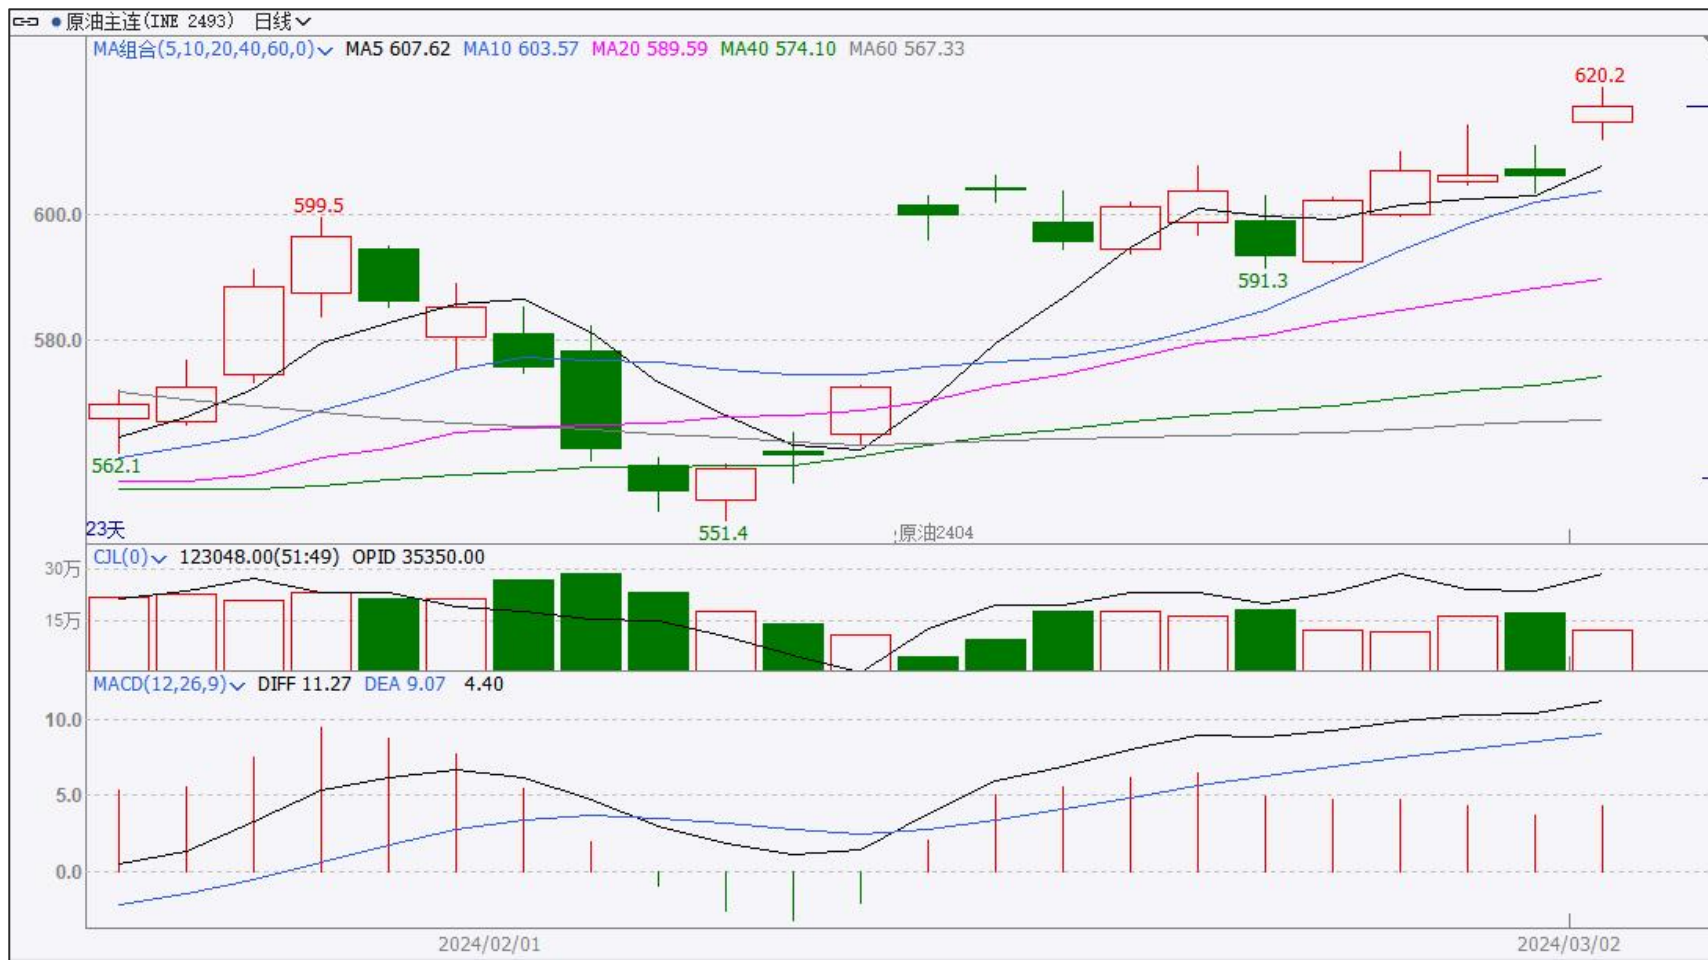 原油主连(INE 2493) 日线
MA组合(5,10,20,40,60,0) MA5 607.62 MA10 603.57 MA20 589.59 MA40 574.10 MA60 567.33
620.2
600.0
599.5
591.3
580.0
562.1
551.4
23天
原油2404
CJL(0) 123048.00(51:49) OPID 35350.00
30万
15万
MACD(12,26,9) DIFF 11.27 DEA 9.07 4.40
10.0
5.0
0.0
2024/02/01 2024/03/02